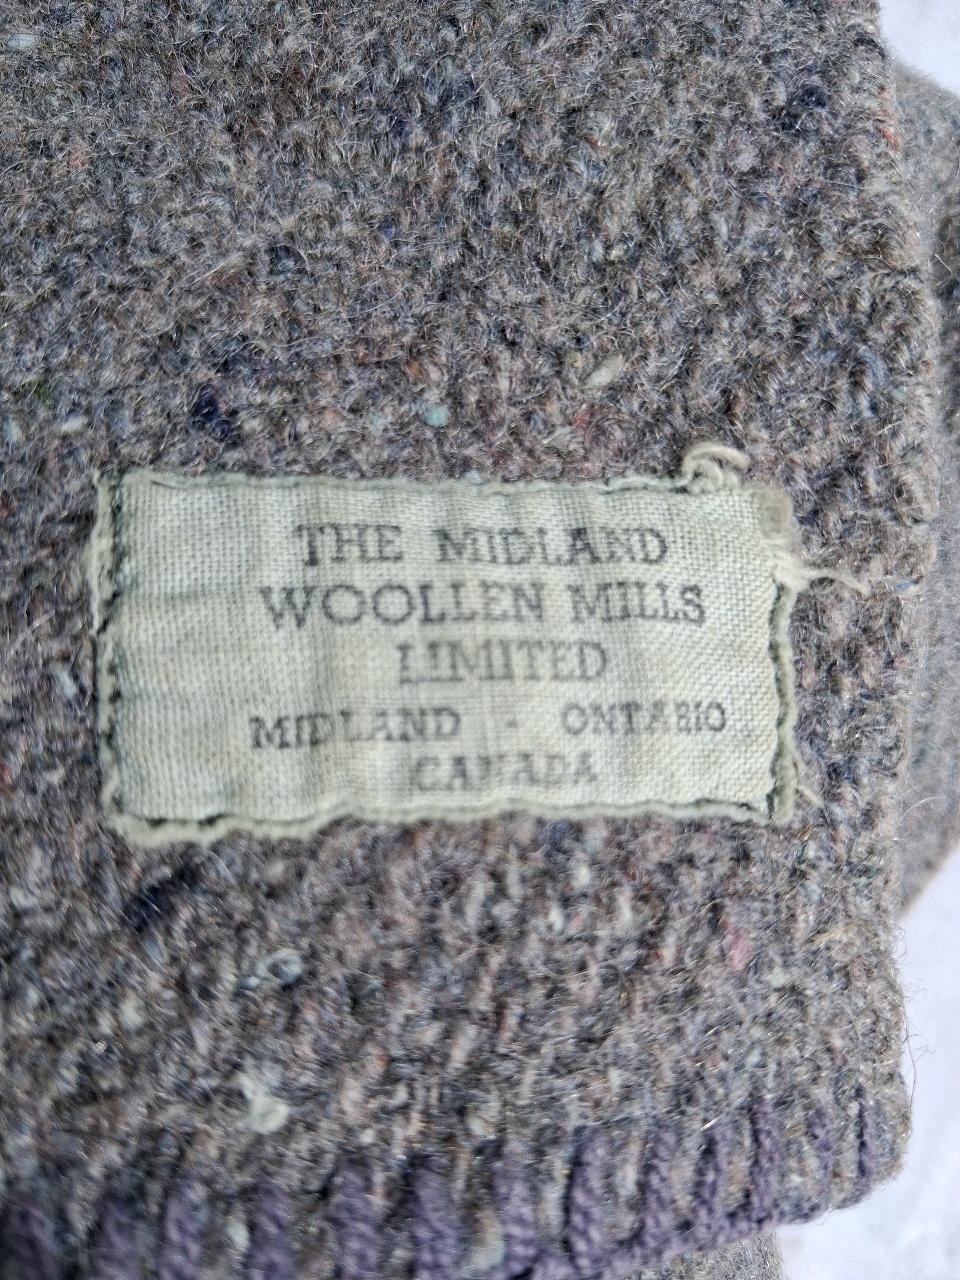 THE MIDLAND
WOOLLEN MILLS
LIMITED
MIDLAND - ONTARIO
CANADA